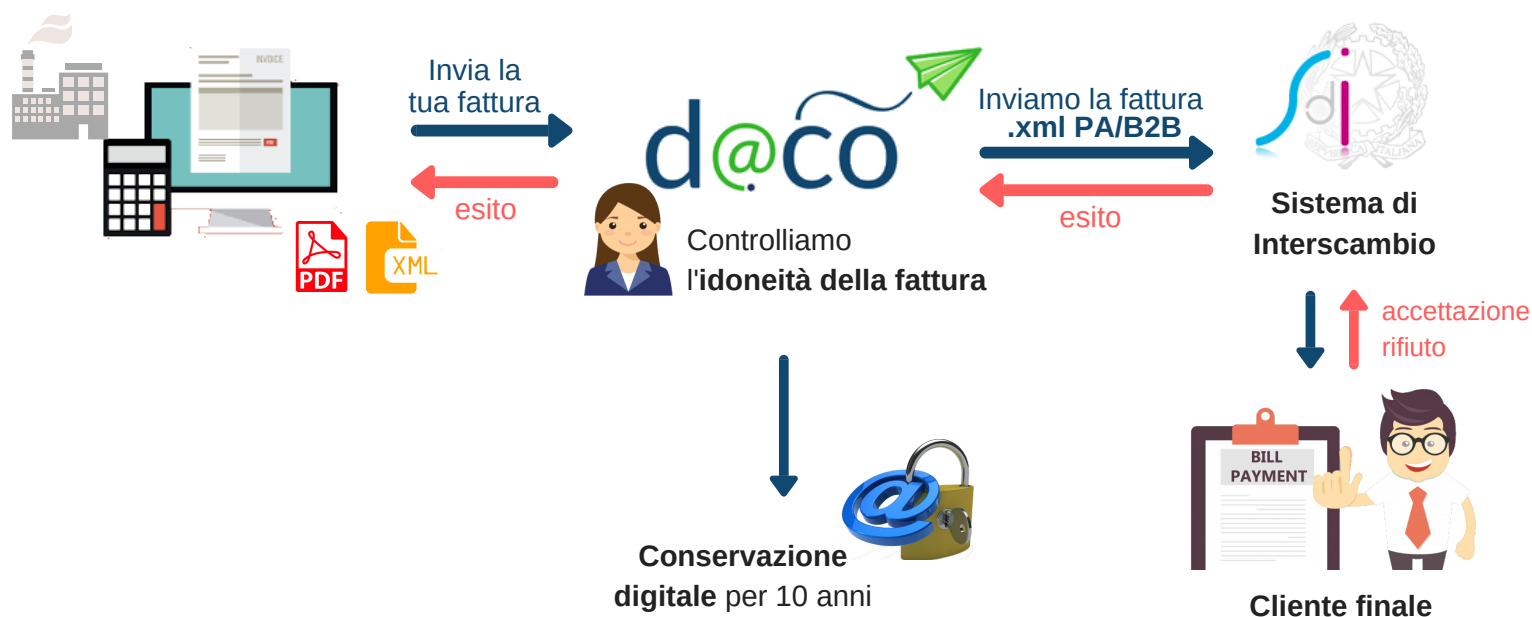 INVOICE
Invia la
tua fattura
esito
PDF
XML
d@co
Controlliamo
l'idoneità della fattura
Inviamo la fattura
.xml PA/B2B
esito
Sdi
Sistema di
Interscambio
accettazione
rifiuto
BILL
PAYMENT
Cliente finale
Conservazione
digitale per 10 anni